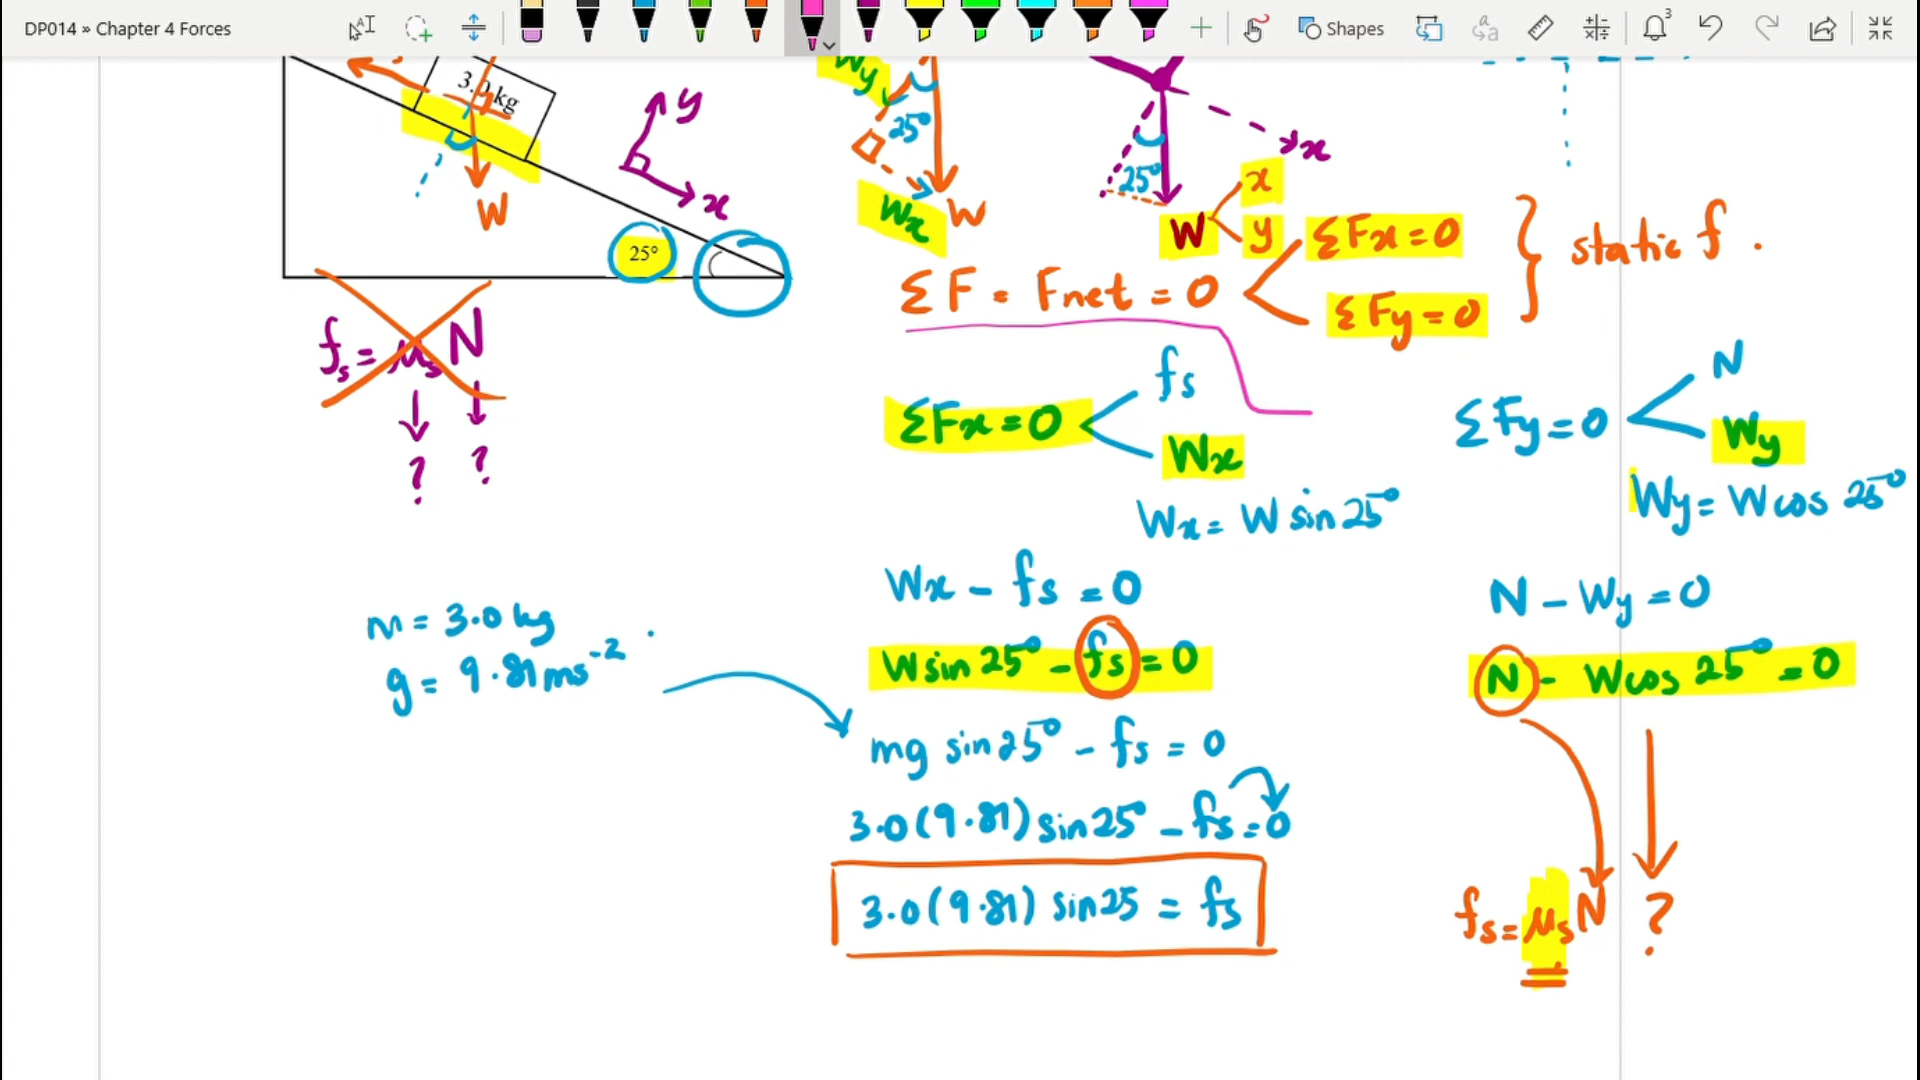 DP014 » Chapter 4 Forces
Shapes
3
3.0 kg
W
y
x
25°
Wy
25°
Wx
W
25°
x
W
x
y
ΣFx = 0
ΣF = Fnet = 0
ΣFy = 0
static f.
fs = μs N
? ?
ΣFx = 0
fs
Wx
Wx = W sin 25°
ΣFy = 0
N
Wy
Wy = W cos 25°
Wx - fs = 0
N - Wy = 0
m = 3.0 kg
g = 9.81 ms⁻²
W sin 25° - fs = 0
N - W cos 25° = 0
mg sin 25° - fs = 0
3.0(9.81) sin 25° - fs = 0
3.0(9.81) sin 25 = fs
fs = μs N
?